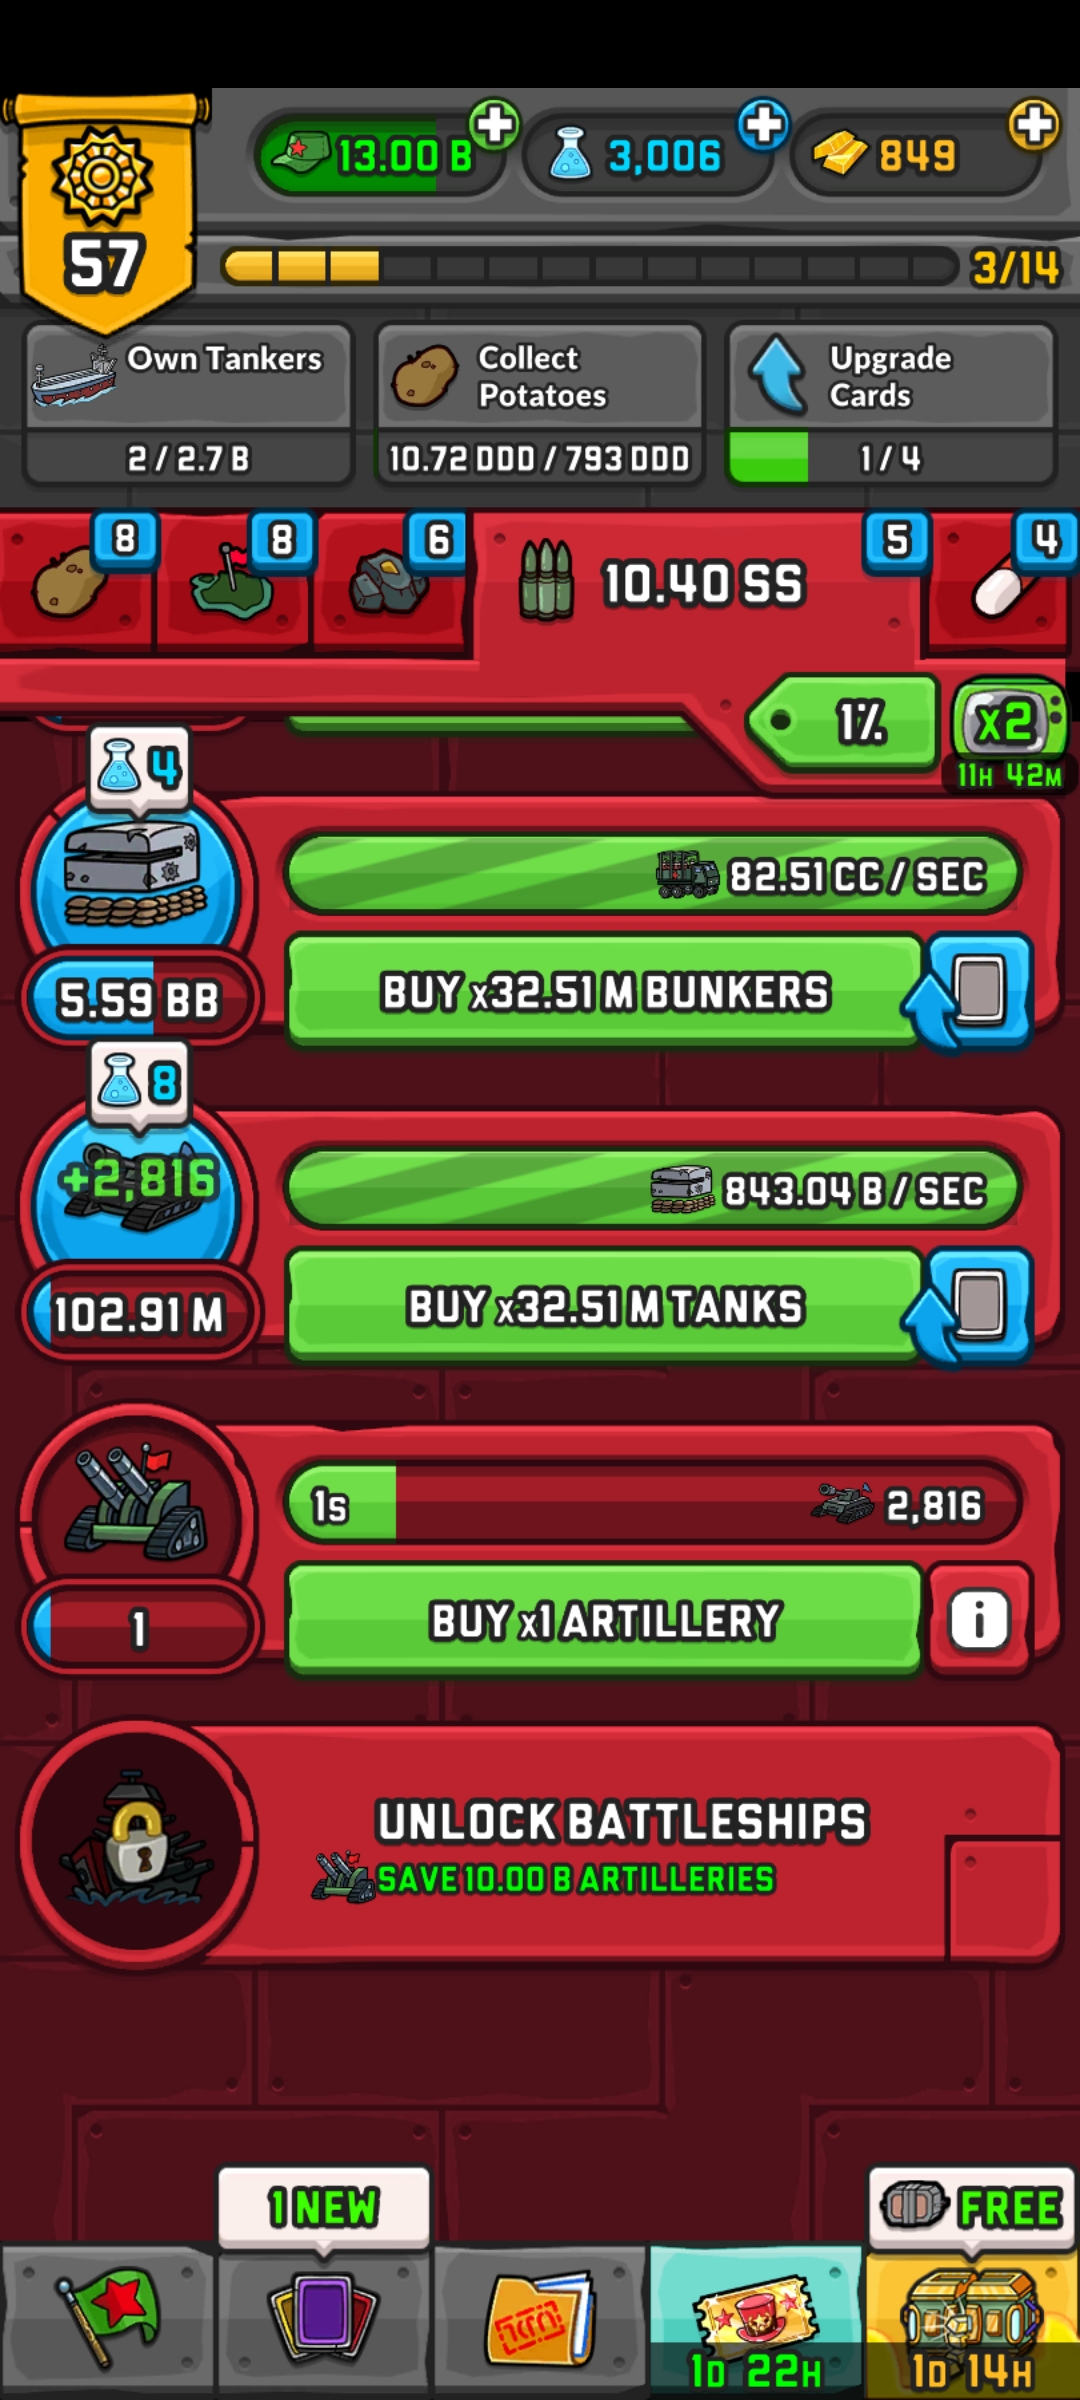 13.00 B
3,006
849
57
3/14
Own Tankers
2 / 2.7 B
Collect
Potatoes
10.72 DDD / 793 DDD
Upgrade
Cards
1 / 4
8
8
6
10.40 SS
5
4
1%
x2
11H 42M
4
82.51 CC / SEC
5.59 BB
BUY x32.51 M BUNKERS
8
+2,816
843.04 B / SEC
102.91 M
BUY x32.51 M TANKS
1s
2,816
1
BUY x1 ARTILLERY
i
UNLOCK BATTLESHIPS
SAVE 10.00 B ARTILLERIES
1 NEW
FREE
1D 22H
1D 14H